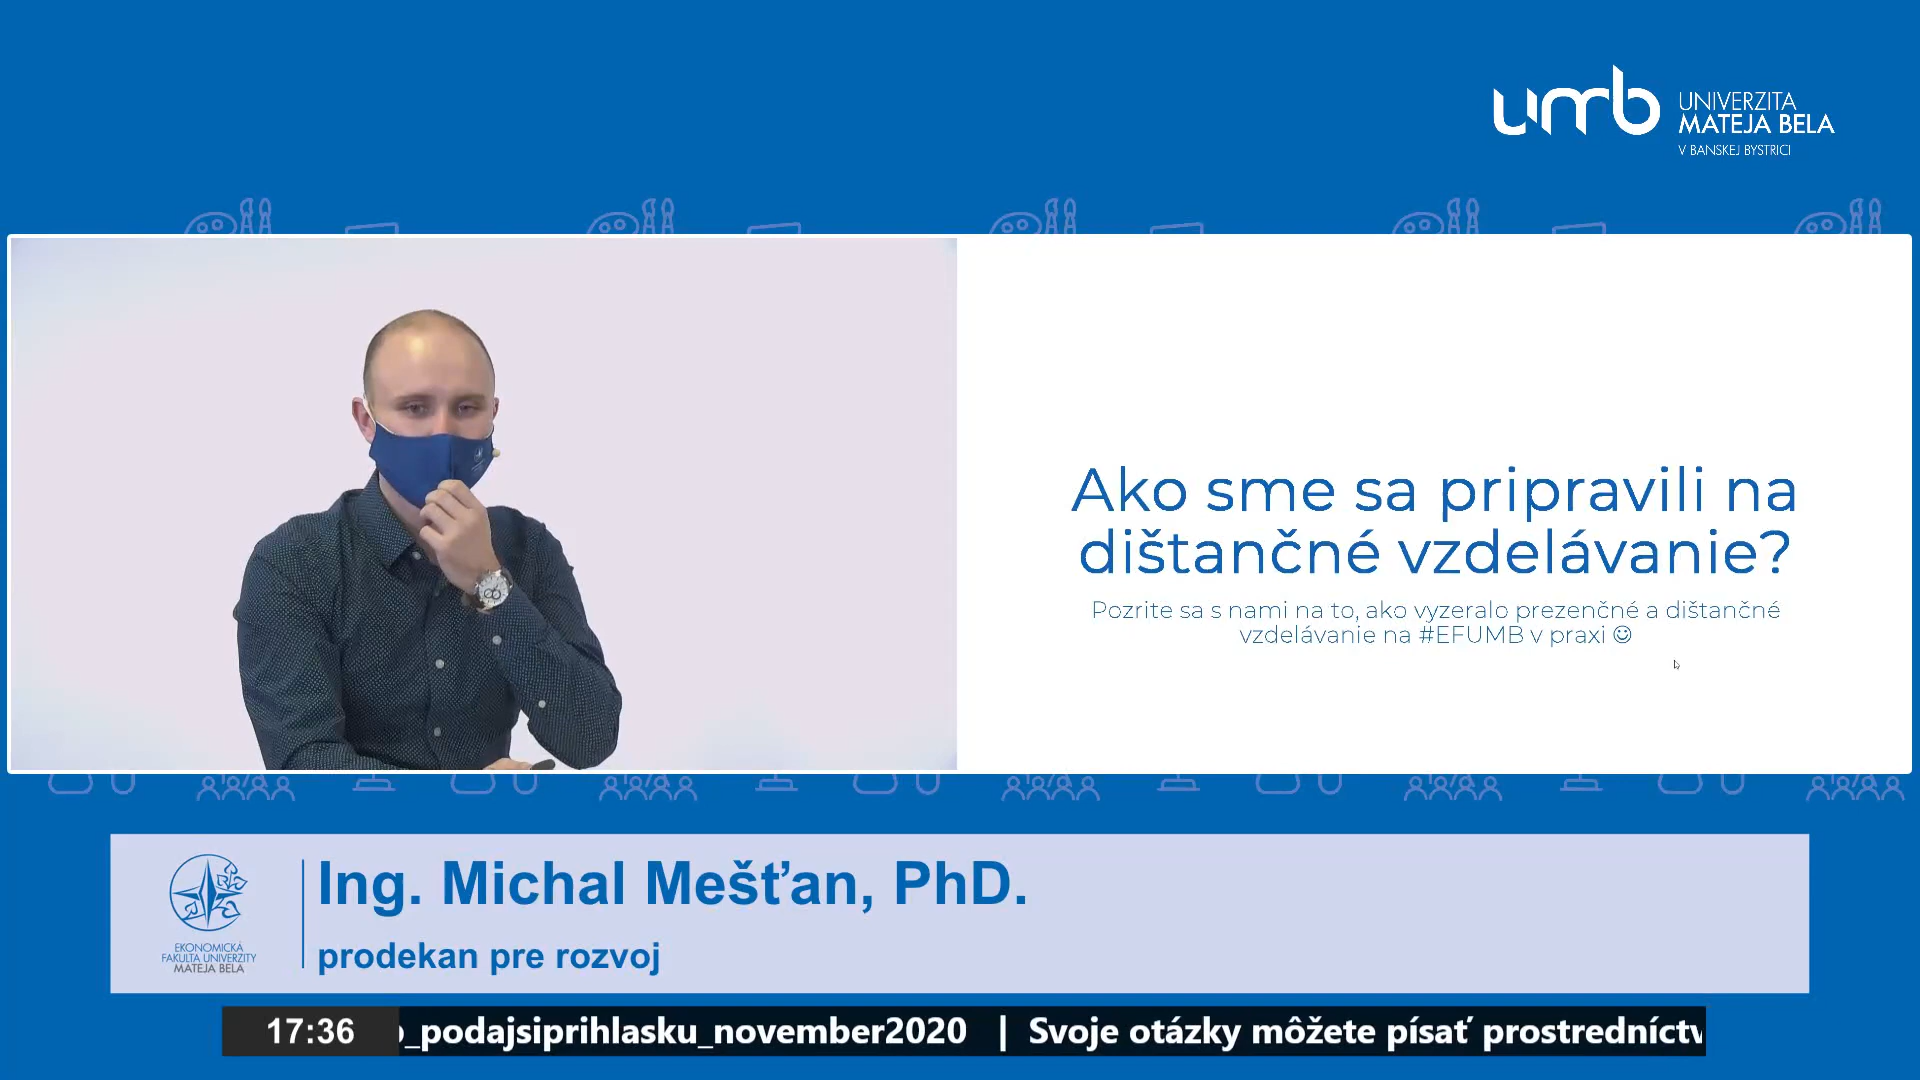 umb
UNIVERZITA
MATEJA BELA
V BANSKEJ BYSTRICI
Ako sme sa pripravili na
dištančné vzdelávanie?
Pozrite sa s nami na to, ako vyzeralo prezenčné a dištančné
vzdelávanie na #EFUMB v praxi ☺
Ing. Michal Mešťan, PhD.
prodekan pre rozvoj
EKONOMICKÁ
FAKULTA UNIVERZITY
MATEJA BELA
17:36 _podajsiprihlasku_november2020 | Svoje otázky môžete písať prostredníctv